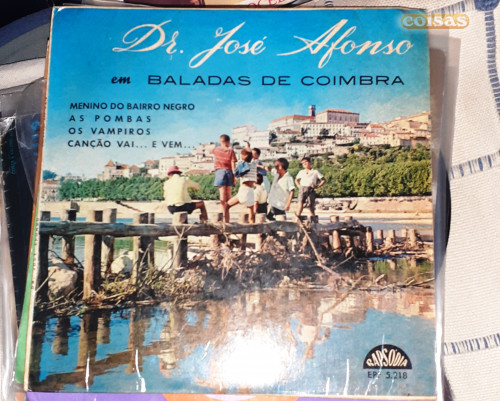 coisas
Dr. José Afonso
em BALADAS DE COIMBRA
MENINO DO BAIRRO NEGRO
AS POMBAS
OS VAMPIROS
CANÇÃO VAI... E VEM...
RAPSÓDIA
EPF 5.218